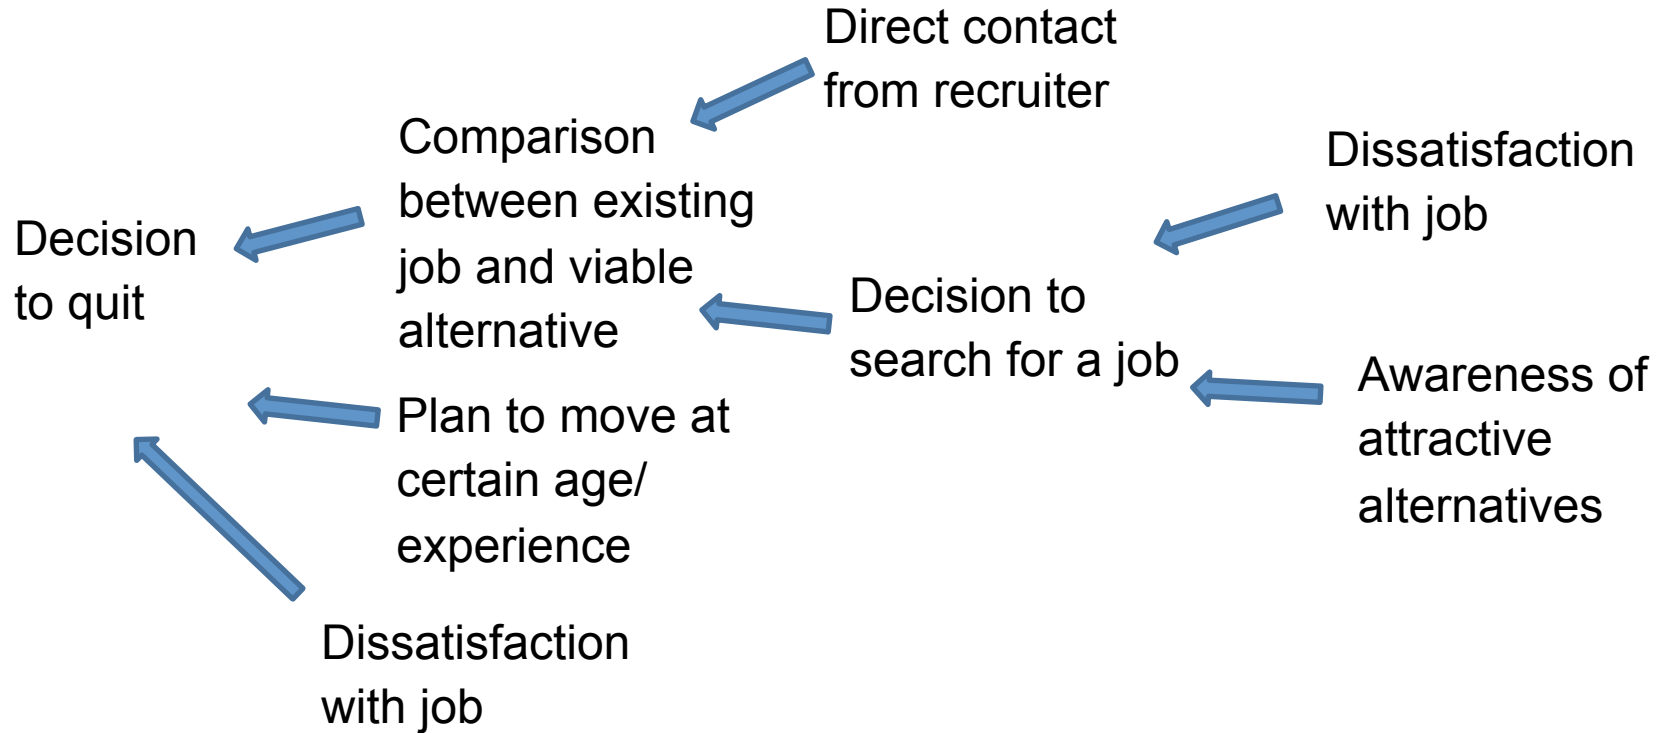 Direct contact
from recruiter
Comparison
between existing
job and viable
alternative
Dissatisfaction
with job
Decision
to quit
Decision to
search for a job
Awareness of
attractive
alternatives
Plan to move at
certain age/
experience
Dissatisfaction
with job